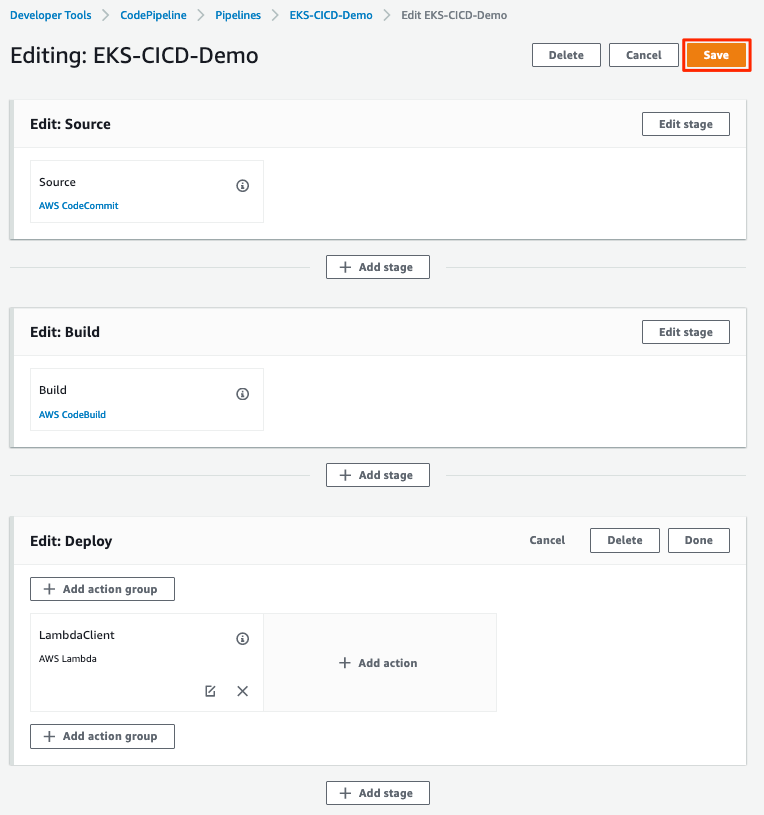 Developer Tools > CodePipeline > Pipelines > EKS-CICD-Demo > Edit EKS-CICD-Demo
Editing: EKS-CICD-Demo
Delete Cancel Save
Edit: Source
Edit stage
Source
AWS CodeCommit
+ Add stage
Edit: Build
Edit stage
Build
AWS CodeBuild
+ Add stage
Edit: Deploy
Cancel Delete Done
+ Add action group
LambdaClient
AWS Lambda
+ Add action
+ Add action group
+ Add stage